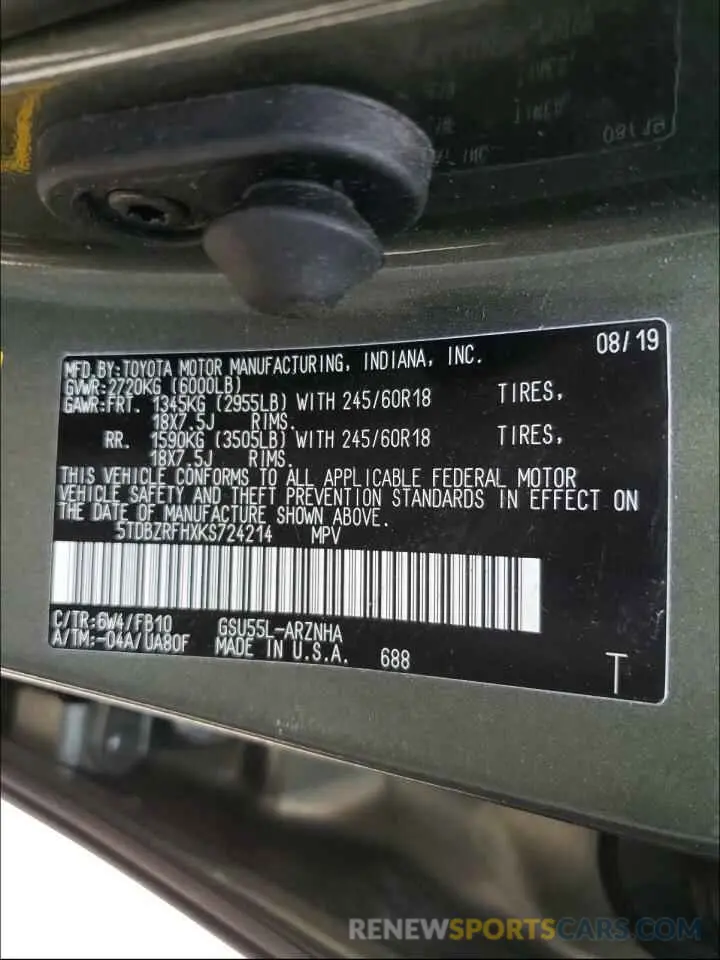 08/19
MFD.BY:TOYOTA MOTOR MANUFACTURING, INDIANA, INC.
GVWR:2720KG (6000LB)
GAWR:FRT. 1345KG (2955LB) WITH 245/60R18 TIRES,
18X7.5J RIMS.
RR. 1590KG (3505LB) WITH 245/60R18 TIRES,
18X7.5J RIMS.
THIS VEHICLE CONFORMS TO ALL APPLICABLE FEDERAL MOTOR
VEHICLE SAFETY AND THEFT PREVENTION STANDARDS IN EFFECT ON
THE DATE OF MANUFACTURE SHOWN ABOVE.
5TDBZRFHXKS724214 MPV
C/TR:6W4/FB10 GSU55L-ARZNHA
A/TM:-04A/UA80F MADE IN U.S.A. 688
T
RENEWSPORTSCARS.COM